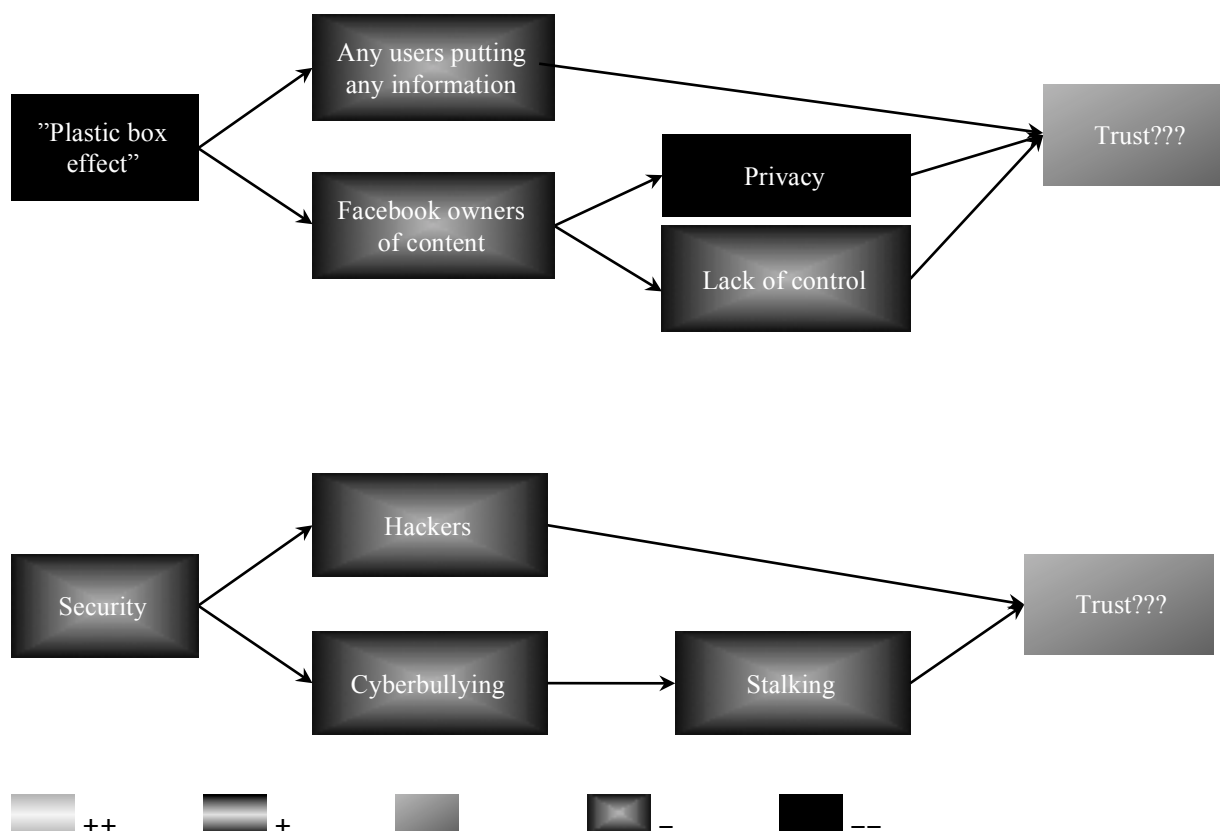 Any users putting
any information
”Plastic box
effect”
Trust???
Privacy
Facebook owners
of content
Lack of control
Hackers
Security
Trust???
Cyberbullying
Stalking
++
+
–
––